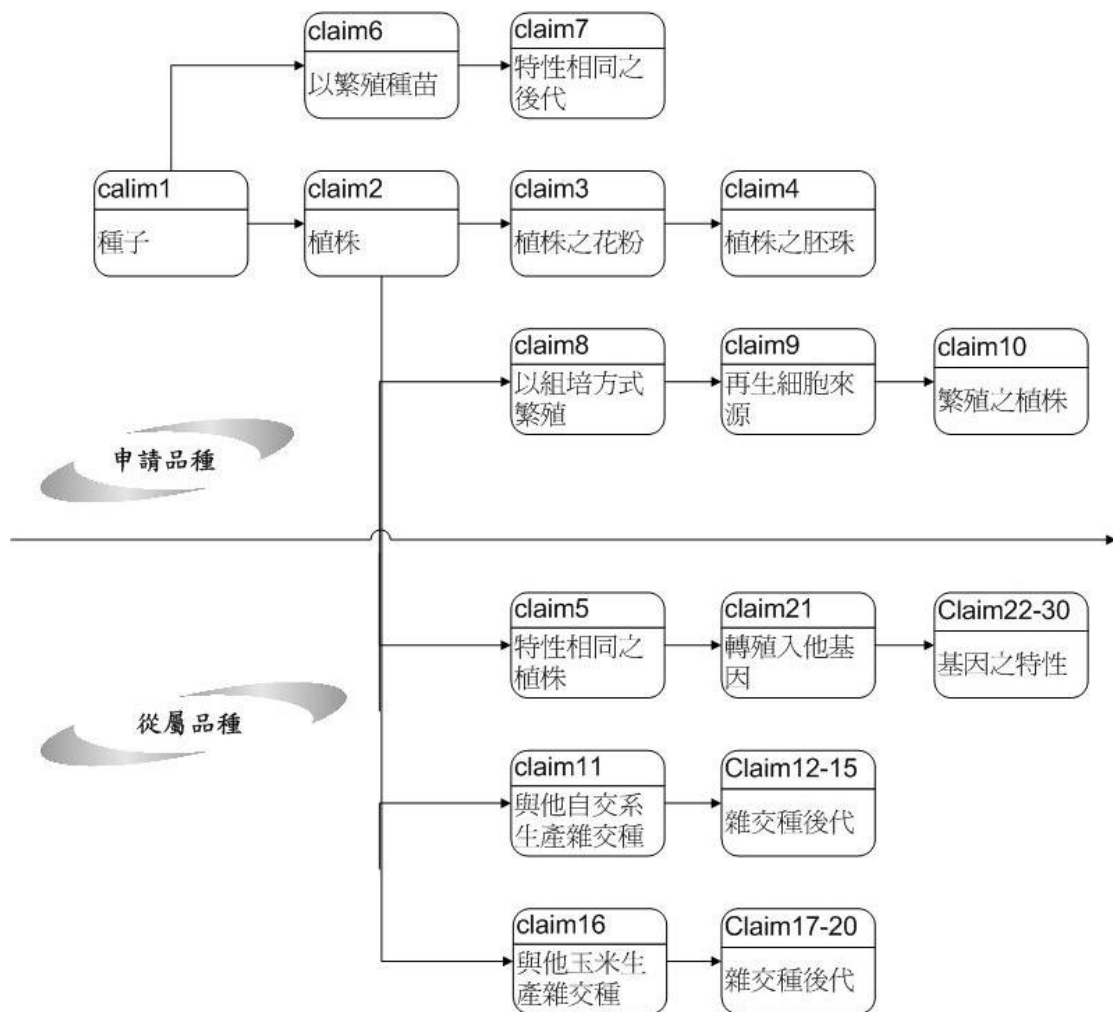 claim6
以繁殖種苗
claim7
特性相同之
後代
calim1
種子
claim2
植株
claim3
植株之花粉
claim4
植株之胚珠
claim8
以組培方式
繁殖
claim9
再生細胞來
源
claim10
繁殖之植株
申請品種
claim5
特性相同之
植株
claim21
轉殖入他基
因
Claim22-30
基因之特性
從屬品種
claim11
與他自交系
生產雜交種
Claim12-15
雜交種後代
claim16
與他玉米生
產雜交種
Claim17-20
雜交種後代